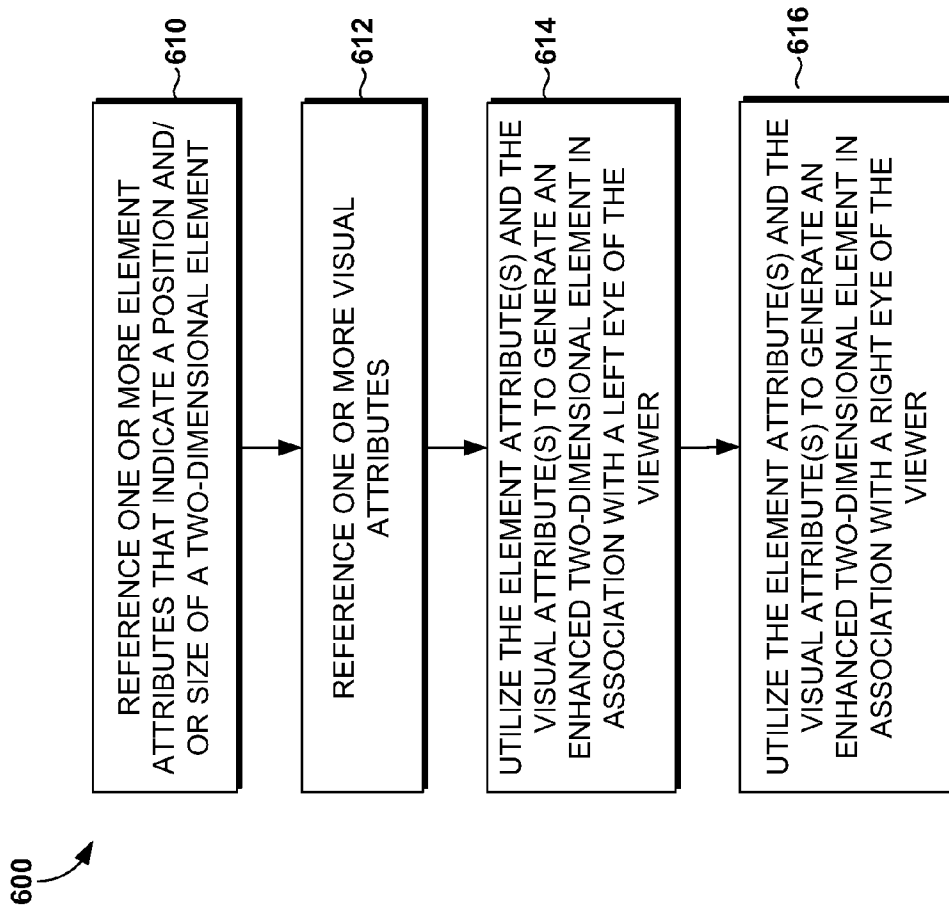 600
610
REFERENCE ONE OR MORE ELEMENT
ATTRIBUTES THAT INDICATE A POSITION AND/
OR SIZE OF A TWO-DIMENSIONAL ELEMENT
612
REFERENCE ONE OR MORE VISUAL
ATTRIBUTES
614
UTILIZE THE ELEMENT ATTRIBUTE(S) AND THE
VISUAL ATTRIBUTE(S) TO GENERATE AN
ENHANCED TWO-DIMENSIONAL ELEMENT IN
ASSOCIATION WITH A LEFT EYE OF THE
VIEWER
616
UTILIZE THE ELEMENT ATTRIBUTE(S) AND THE
VISUAL ATTRIBUTE(S) TO GENERATE AN
ENHANCED TWO-DIMENSIONAL ELEMENT IN
ASSOCIATION WITH A RIGHT EYE OF THE
VIEWER